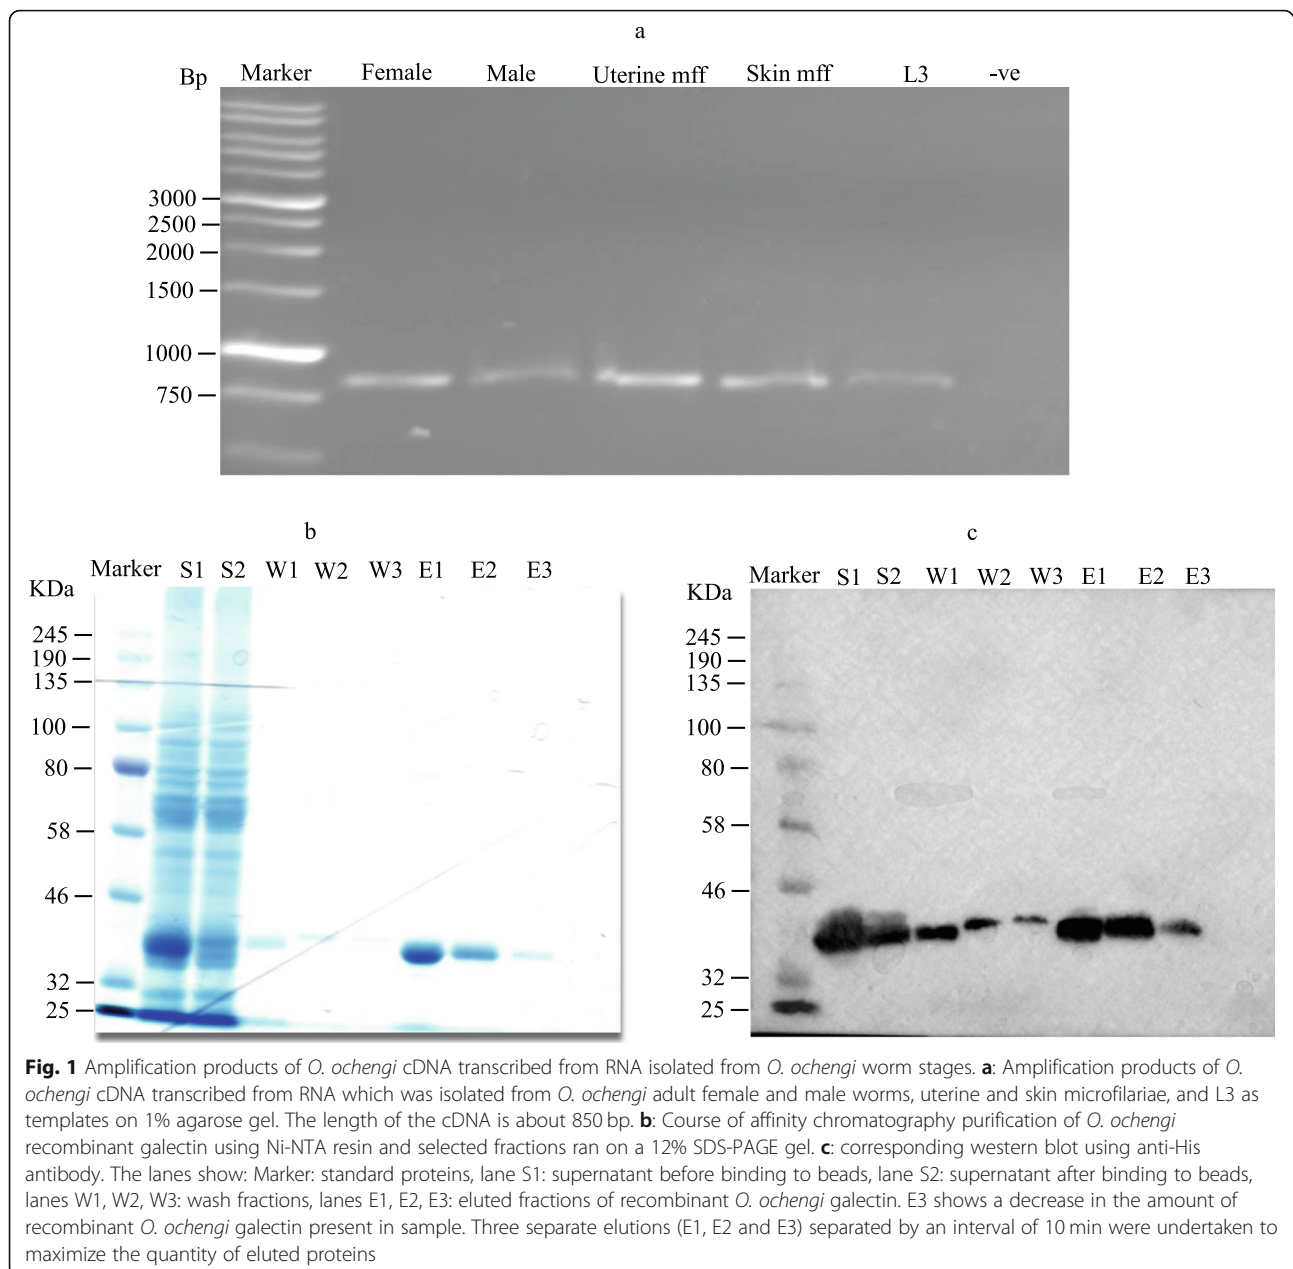 a
Bp Marker Female Male Uterine mff Skin mff L3 -ve
3000
2500
2000
1500
1000
750
b
Marker S1 S2 W1 W2 W3 E1 E2 E3
KDa
245
190
135
100
80
58
46
32
25
c
Marker S1 S2 W1 W2 W3 E1 E2 E3
KDa
245
190
135
100
80
58
46
32
25
Fig. 1 Amplification products of O. ochengi cDNA transcribed from RNA isolated from O. ochengi worm stages. a: Amplification products of O.
ochengi cDNA transcribed from RNA which was isolated from O. ochengi adult female and male worms, uterine and skin microfilariae, and L3 as
templates on 1% agarose gel. The length of the cDNA is about 850 bp. b: Course of affinity chromatography purification of O. ochengi
recombinant galectin using Ni-NTA resin and selected fractions ran on a 12% SDS-PAGE gel. c: corresponding western blot using anti-His
antibody. The lanes show: Marker: standard proteins, lane S1: supernatant before binding to beads, lane S2: supernatant after binding to beads,
lanes W1, W2, W3: wash fractions, lanes E1, E2, E3: eluted fractions of recombinant O. ochengi galectin. E3 shows a decrease in the amount of
recombinant O. ochengi galectin present in sample. Three separate elutions (E1, E2 and E3) separated by an interval of 10 min were undertaken to
maximize the quantity of eluted proteins